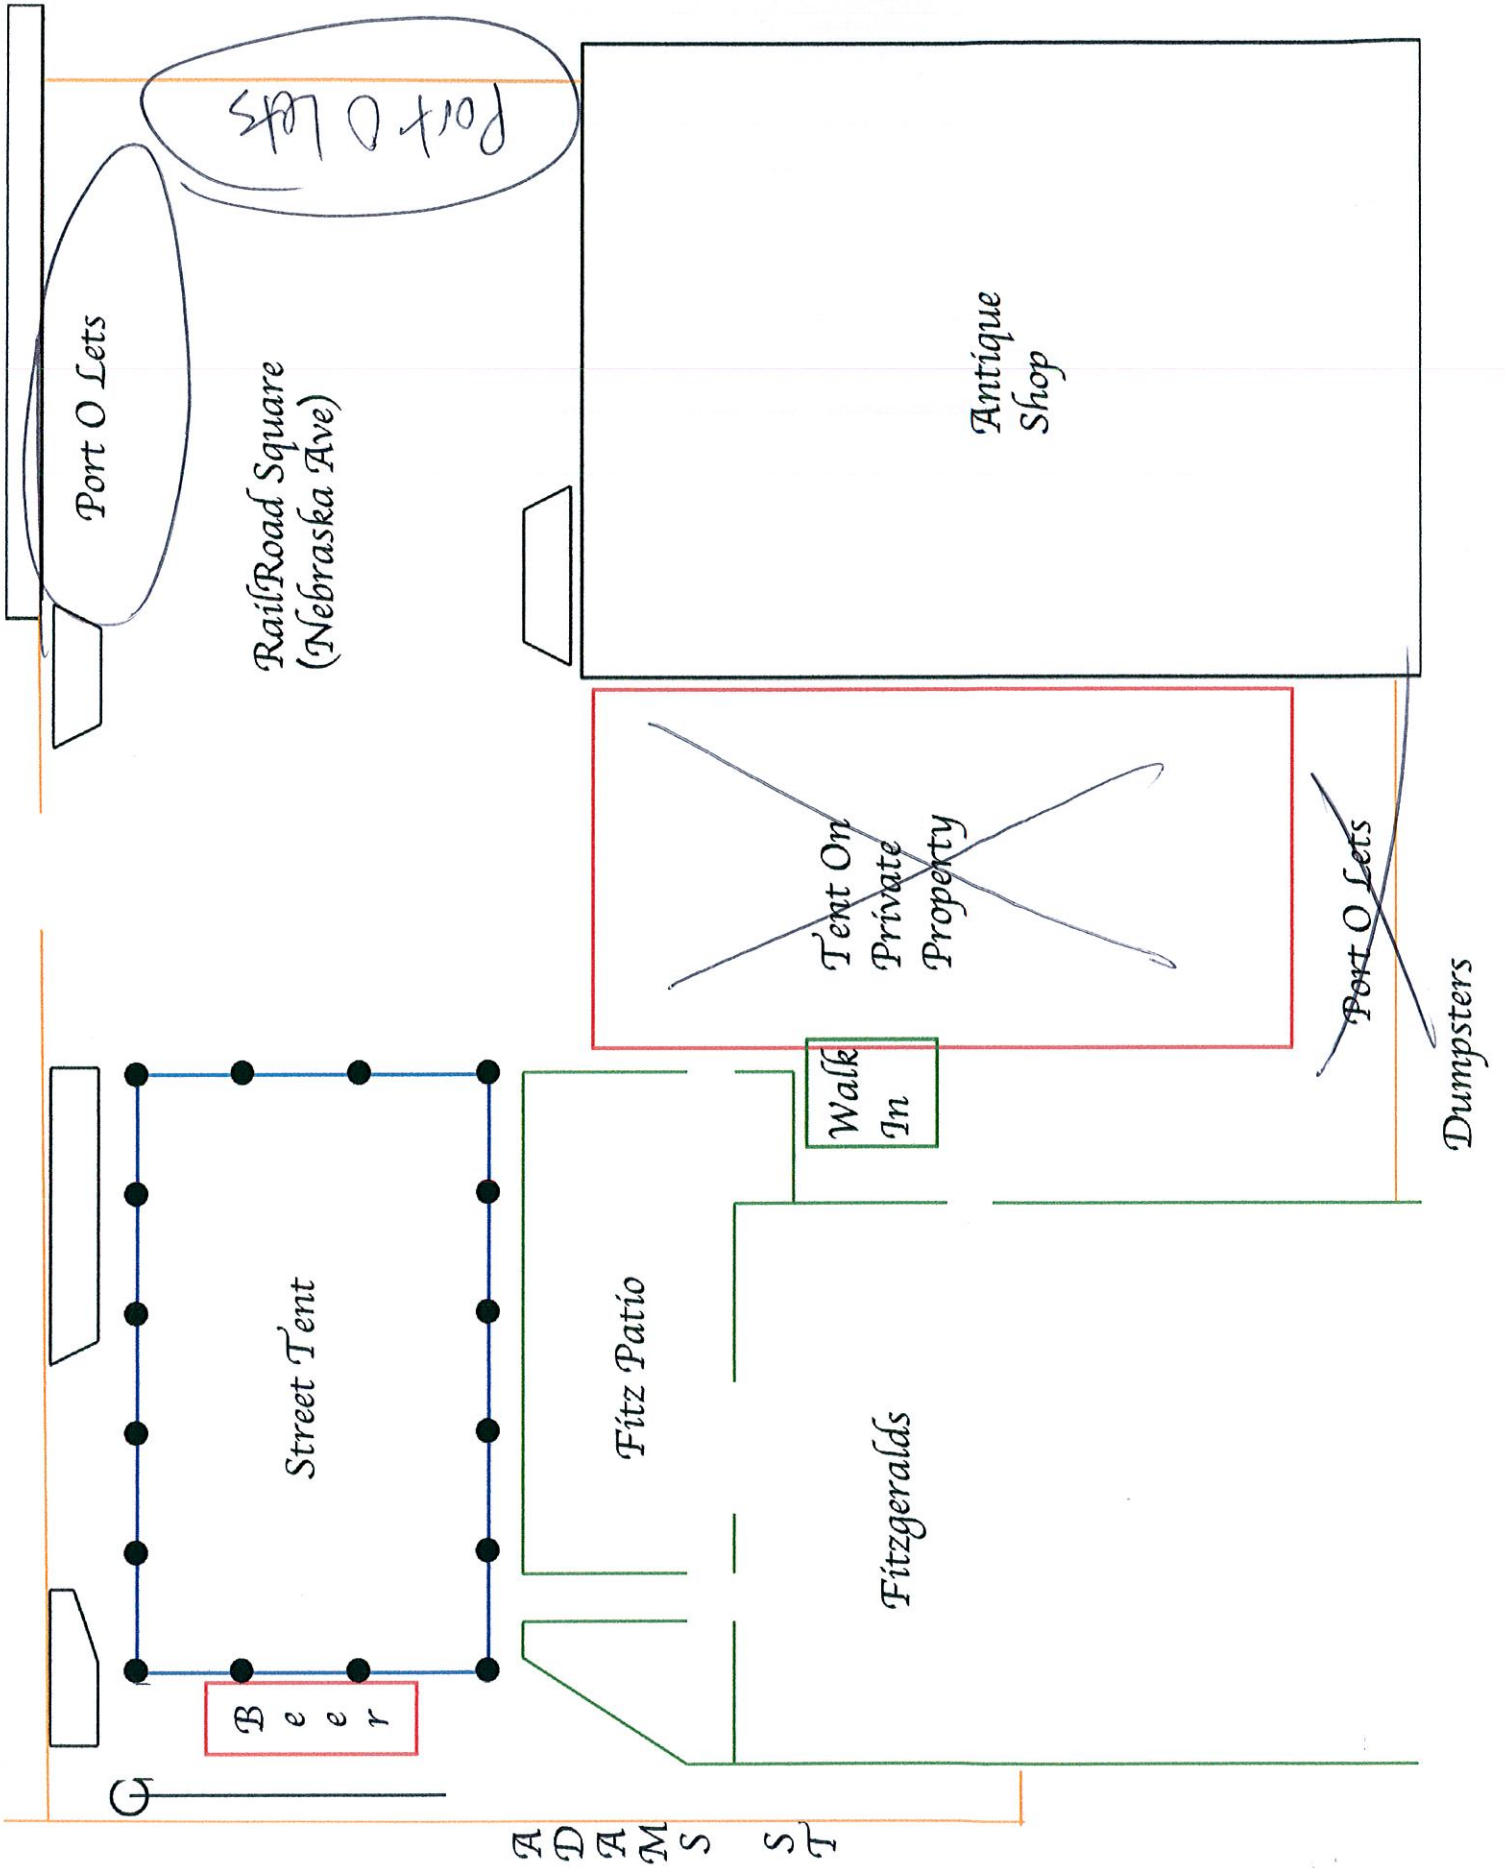 Port O Lets
Port O Lets
RailRoad Square
(Nebraska Ave)
Antique
Shop
Tent On
Private
Property
Port O Lets
Dumpsters
Walk
In
Street Tent
Fitz Patio
Fitzgeralds
B
e
e
r
ADAMS ST